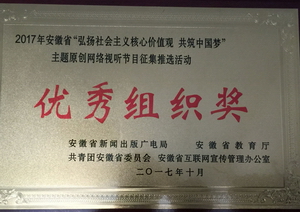 2017年安徽省“弘扬社会主义核心价值观 共筑中国梦”
主题原创网络视听节目征集推选活动
优秀组织奖
安徽省新闻出版广电局 安徽省教育厅
共青团安徽省委员会 安徽省互联网宣传管理办公室
二〇一七年十月